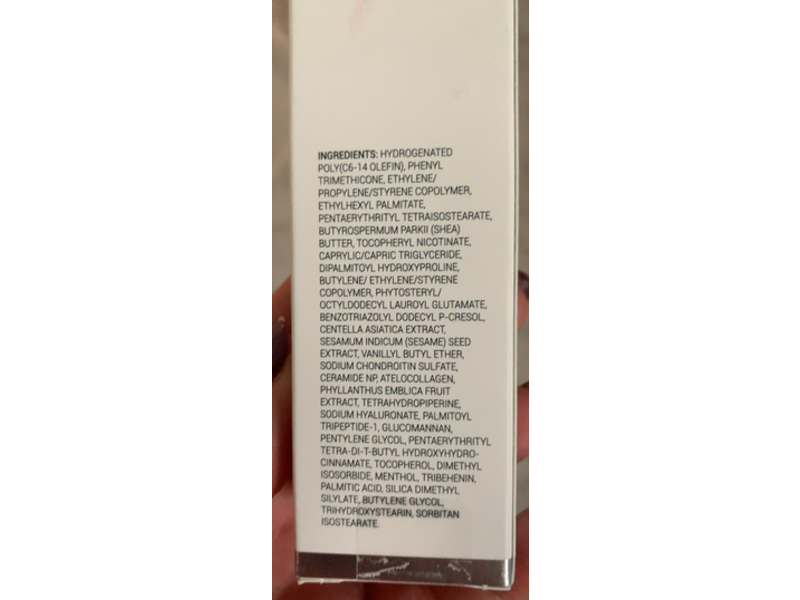 INGREDIENTS: HYDROGENATED
POLY(C6-14 OLEFIN), PHENYL
TRIMETHICONE, ETHYLENE/
PROPYLENE/STYRENE COPOLYMER,
ETHYLHEXYL PALMITATE,
PENTAERYTHRITYL TETRAISOSTEARATE,
BUTYROSPERMUM PARKII (SHEA)
BUTTER, TOCOPHERYL NICOTINATE,
CAPRYLIC/CAPRIC TRIGLYCERIDE,
DIPALMITOYL HYDROXYPROLINE,
BUTYLENE/ ETHYLENE/STYRENE
COPOLYMER, PHYTOSTERYL/
OCTYLDODECYL LAUROYL GLUTAMATE,
BENZOTRIAZOLYL DODECYL P-CRESOL,
CENTELLA ASIATICA EXTRACT,
SESAMUM INDICUM (SESAME) SEED
EXTRACT, VANILLYL BUTYL ETHER,
SODIUM CHONDROITIN SULFATE,
CERAMIDE NP, ATELOCOLLAGEN,
PHYLLANTHUS EMBLICA FRUIT
EXTRACT, TETRAHYDROPIPERINE,
SODIUM HYALURONATE, PALMITOYL
TRIPEPTIDE-1, GLUCOMANNAN,
PENTYLENE GLYCOL, PENTAERYTHRITYL
TETRA-DI-T-BUTYL HYDROXYHYDRO-
CINNAMATE, TOCOPHEROL, DIMETHYL
ISOSORBIDE, MENTHOL, TRIBEHENIN,
PALMITIC ACID, SILICA DIMETHYL
SILYLATE, BUTYLENE GLYCOL,
TRIHYDROXYSTEARIN, SORBITAN
ISOSTEARATE.